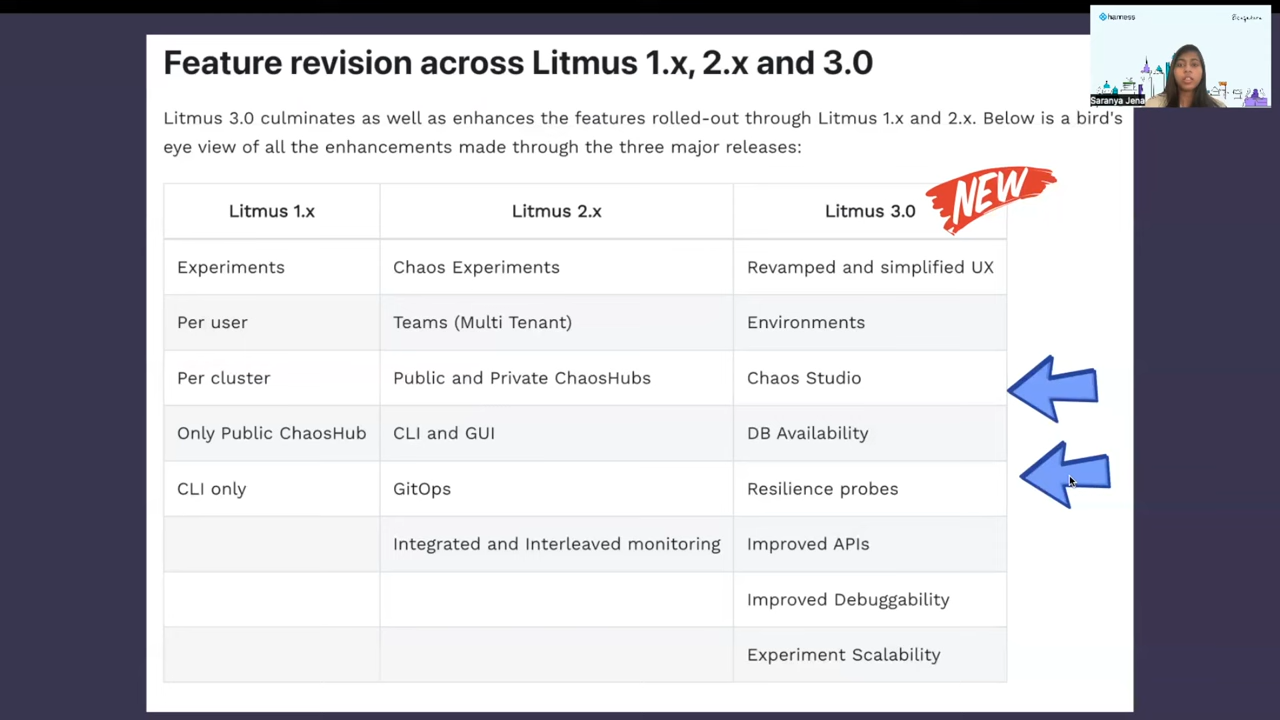 harness
Saranya Jena
Feature revision across Litmus 1.x, 2.x and 3.0
Litmus 3.0 culminates as well as enhances the features rolled-out through Litmus 1.x and 2.x. Below is a bird's
eye view of all the enhancements made through the three major releases:
NEW
Litmus 1.x Litmus 2.x Litmus 3.0
Experiments Chaos Experiments Revamped and simplified UX
Per user Teams (Multi Tenant) Environments
Per cluster Public and Private ChaosHubs Chaos Studio
Only Public ChaosHub CLI and GUI DB Availability
CLI only GitOps Resilience probes
Integrated and Interleaved monitoring Improved APIs
Improved Debuggability
Experiment Scalability